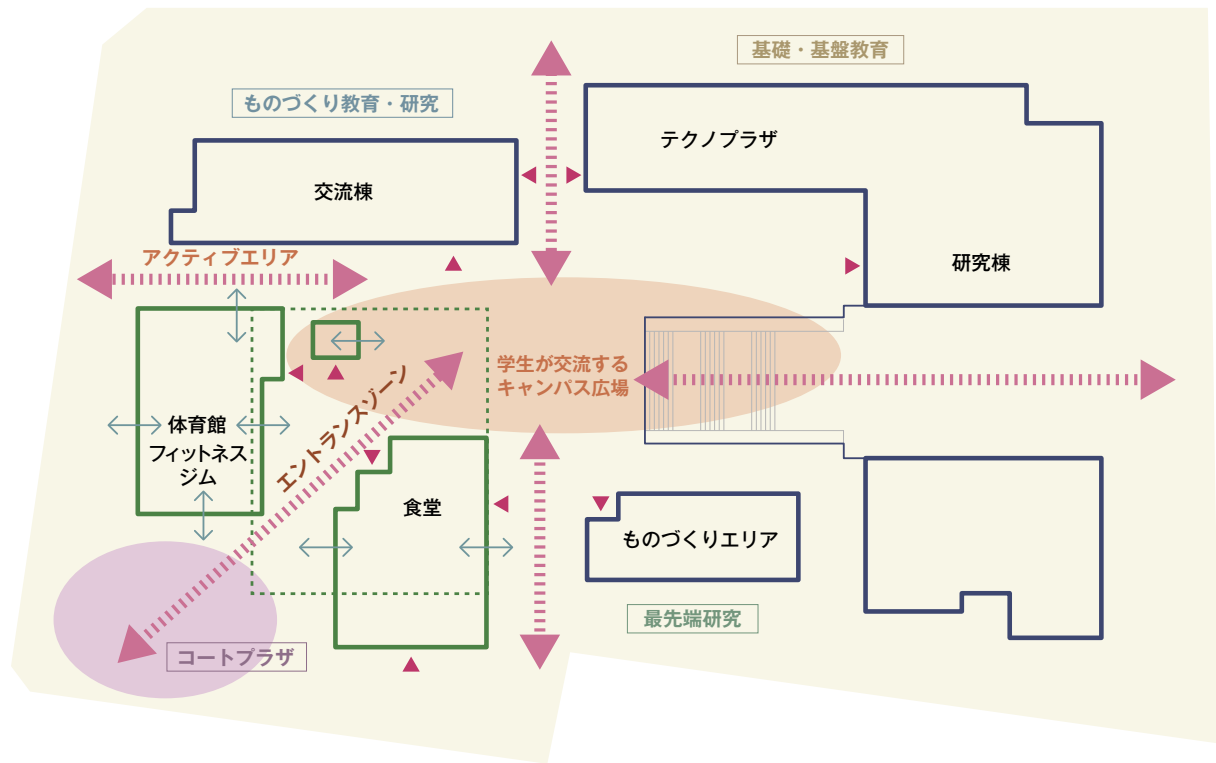 基礎・基盤教育
ものづくり教育・研究
テクノプラザ
交流棟
アクティブエリア
研究棟
学生が交流する
キャンパス広場
エントランスゾーン
体育館
フィットネス
ジム
食堂
ものづくりエリア
最先端研究
コートプラザ